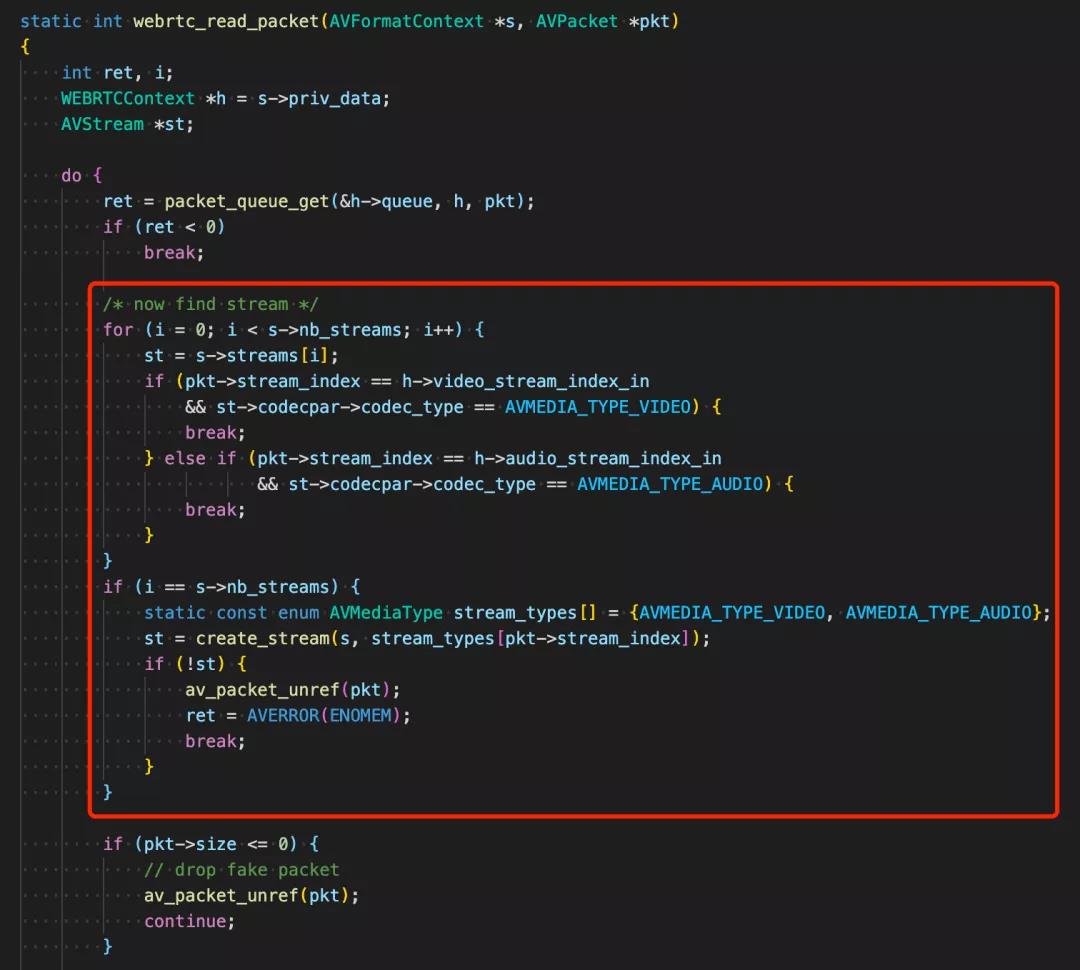 static int webrtc_read_packet(AVFormatContext *s, AVPacket *pkt)
{
    int ret, i;
    WEBRTCContext *h = s->priv_data;
    AVStream *st;

    do {
        ret = packet_queue_get(&h->queue, h, pkt);
        if (ret < 0)
            break;

        /* now find stream */
        for (i = 0; i < s->nb_streams; i++) {
            st = s->streams[i];
            if (pkt->stream_index == h->video_stream_index_in
                && st->codecpar->codec_type == AVMEDIA_TYPE_VIDEO) {
                break;
            } else if (pkt->stream_index == h->audio_stream_index_in
                       && st->codecpar->codec_type == AVMEDIA_TYPE_AUDIO) {
                break;
            }
        }
        if (i == s->nb_streams) {
            static const enum AVMediaType stream_types[] = {AVMEDIA_TYPE_VIDEO, AVMEDIA_TYPE_AUDIO};
            st = create_stream(s, stream_types[pkt->stream_index]);
            if (!st) {
                av_packet_unref(pkt);
                ret = AVERROR(ENOMEM);
                break;
            }
        }

        if (pkt->size <= 0) {
            // drop fake packet
            av_packet_unref(pkt);
            continue;
        }